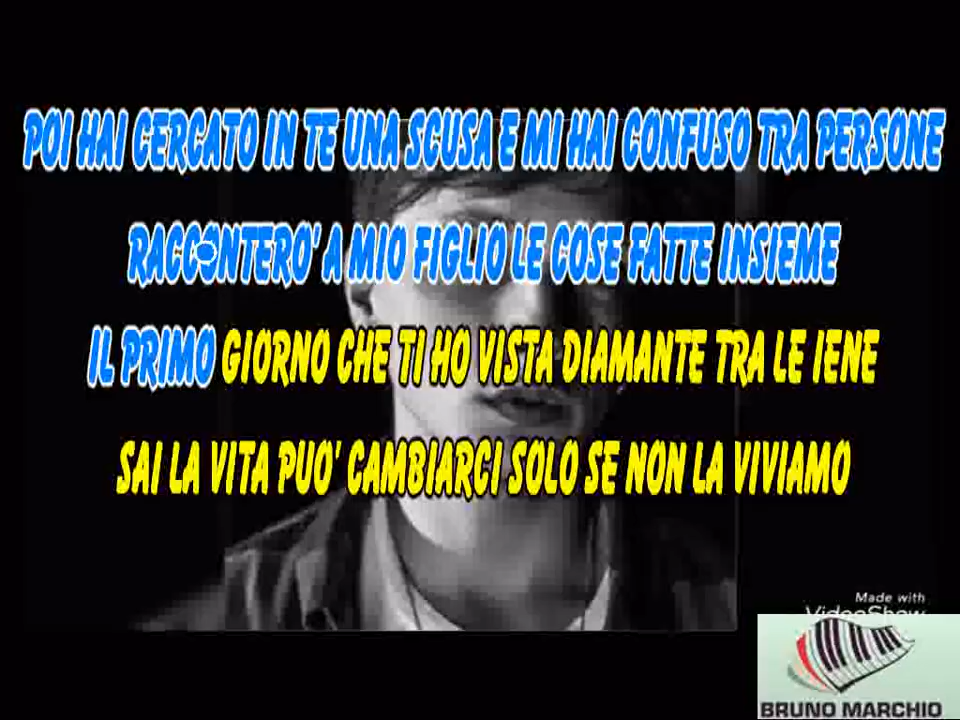 POI HAI CERCATO IN TE UNA SCUSA E MI HAI CONFUSO TRA PERSONE
RACCONTERO' A MIO FIGLIO LE COSE FATTE INSIEME
IL PRIMO GIORNO CHE TI HO VISTA DIAMANTE TRA LE IENE
SAI LA VITA PUO' CAMBIARCI SOLO SE NON LA VIVIAMO
Made with
VideoShow
BRUNO MARCHIO